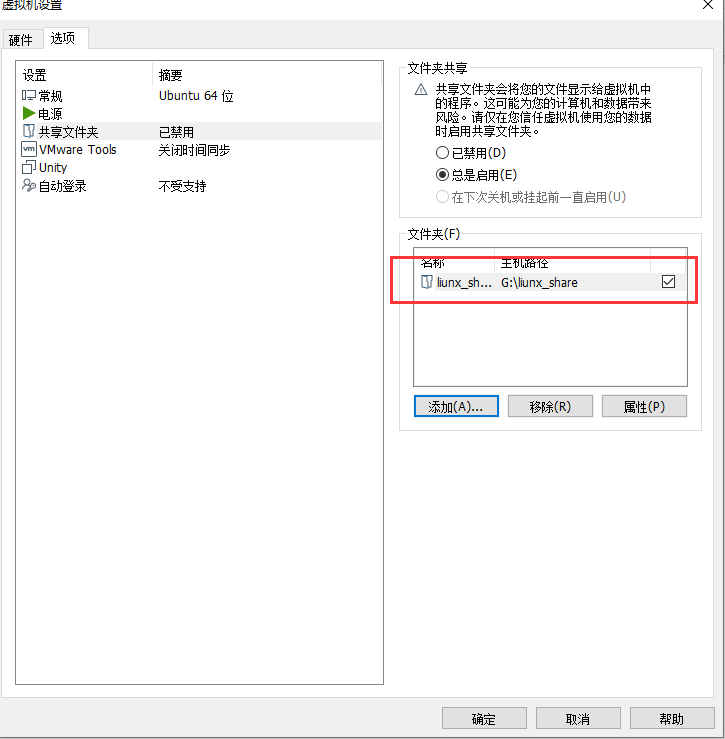 虚拟机设置
硬件
选项
设置
摘要
常规
Ubuntu 64 位
电源
共享文件夹
已禁用
VMware Tools
关闭时间同步
Unity
自动登录
不受支持
文件夹共享
共享文件夹会将您的文件显示给虚拟机中
的程序。这可能为您的计算机和数据带来
风险。请仅在您信任虚拟机使用您的数据
时启用共享文件夹。
已禁用(D)
总是启用(E)
在下次关机或挂起前一直启用(U)
文件夹(F)
名称
主机路径
liunx_sh...
G:\liunx_share
添加(A)...
移除(R)
属性(P)
确定
取消
帮助